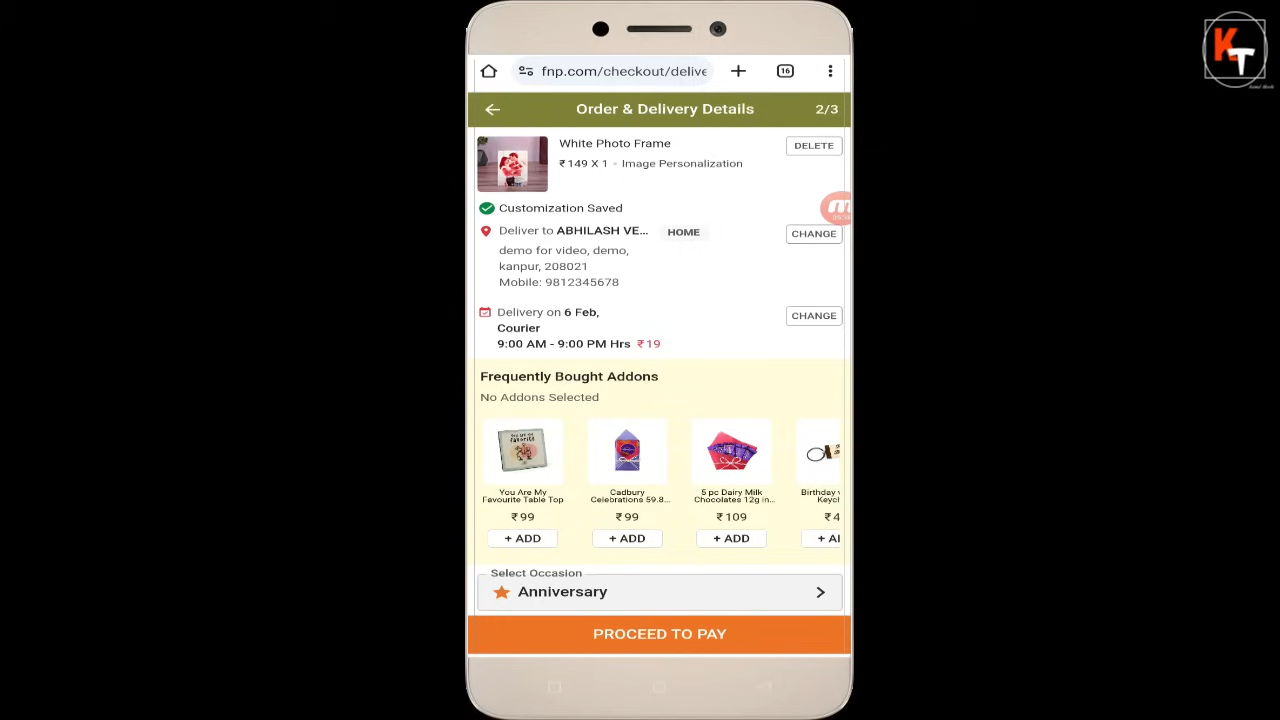 KT
fnp.com/checkout/delive
16
Order & Delivery Details
2/3
White Photo Frame
DELETE
₹149 X 1 • Image Personalization
Customization Saved
Deliver to ABHILASH VE...
HOME
CHANGE
demo for video, demo,
kanpur, 208021
Mobile: 9812345678
Delivery on 6 Feb,
CHANGE
Courier
9:00 AM - 9:00 PM Hrs ₹19
Frequently Bought Addons
No Addons Selected
You Are My
Favourite Table Top
₹99
+ ADD
Cadbury
Celebrations 59.8...
₹99
+ ADD
5 pc Dairy Milk
Chocolates 12g in...
₹109
+ ADD
Birthday
Keych
₹4
+ A
Select Occasion
Anniversary
PROCEED TO PAY